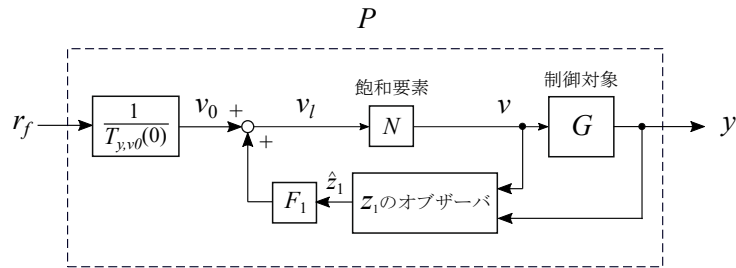 P
飽和要素
制御対象
r_f
1
T_{y,v0}(0)
v_0
+
+
v_l
N
v
G
y
F_1
ẑ_1
z_1のオブザーバ